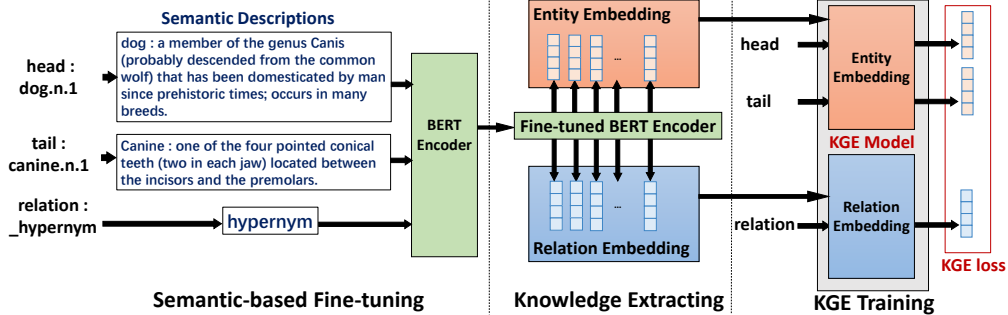 Semantic Descriptions
head :
dog.n.1
dog : a member of the genus Canis
(probably descended from the common
wolf) that has been domesticated by man
since prehistoric times; occurs in many
breeds.
tail :
canine.n.1
Canine : one of the four pointed conical
teeth (two in each jaw) located between
the incisors and the premolars.
relation :
_hypernym
hypernym
BERT
Encoder
Semantic-based Fine-tuning
Entity Embedding
...
Fine-tuned BERT Encoder
...
Relation Embedding
Knowledge Extracting
head
tail
relation
Entity
Embedding
KGE Model
Relation
Embedding
KGE loss
KGE Training